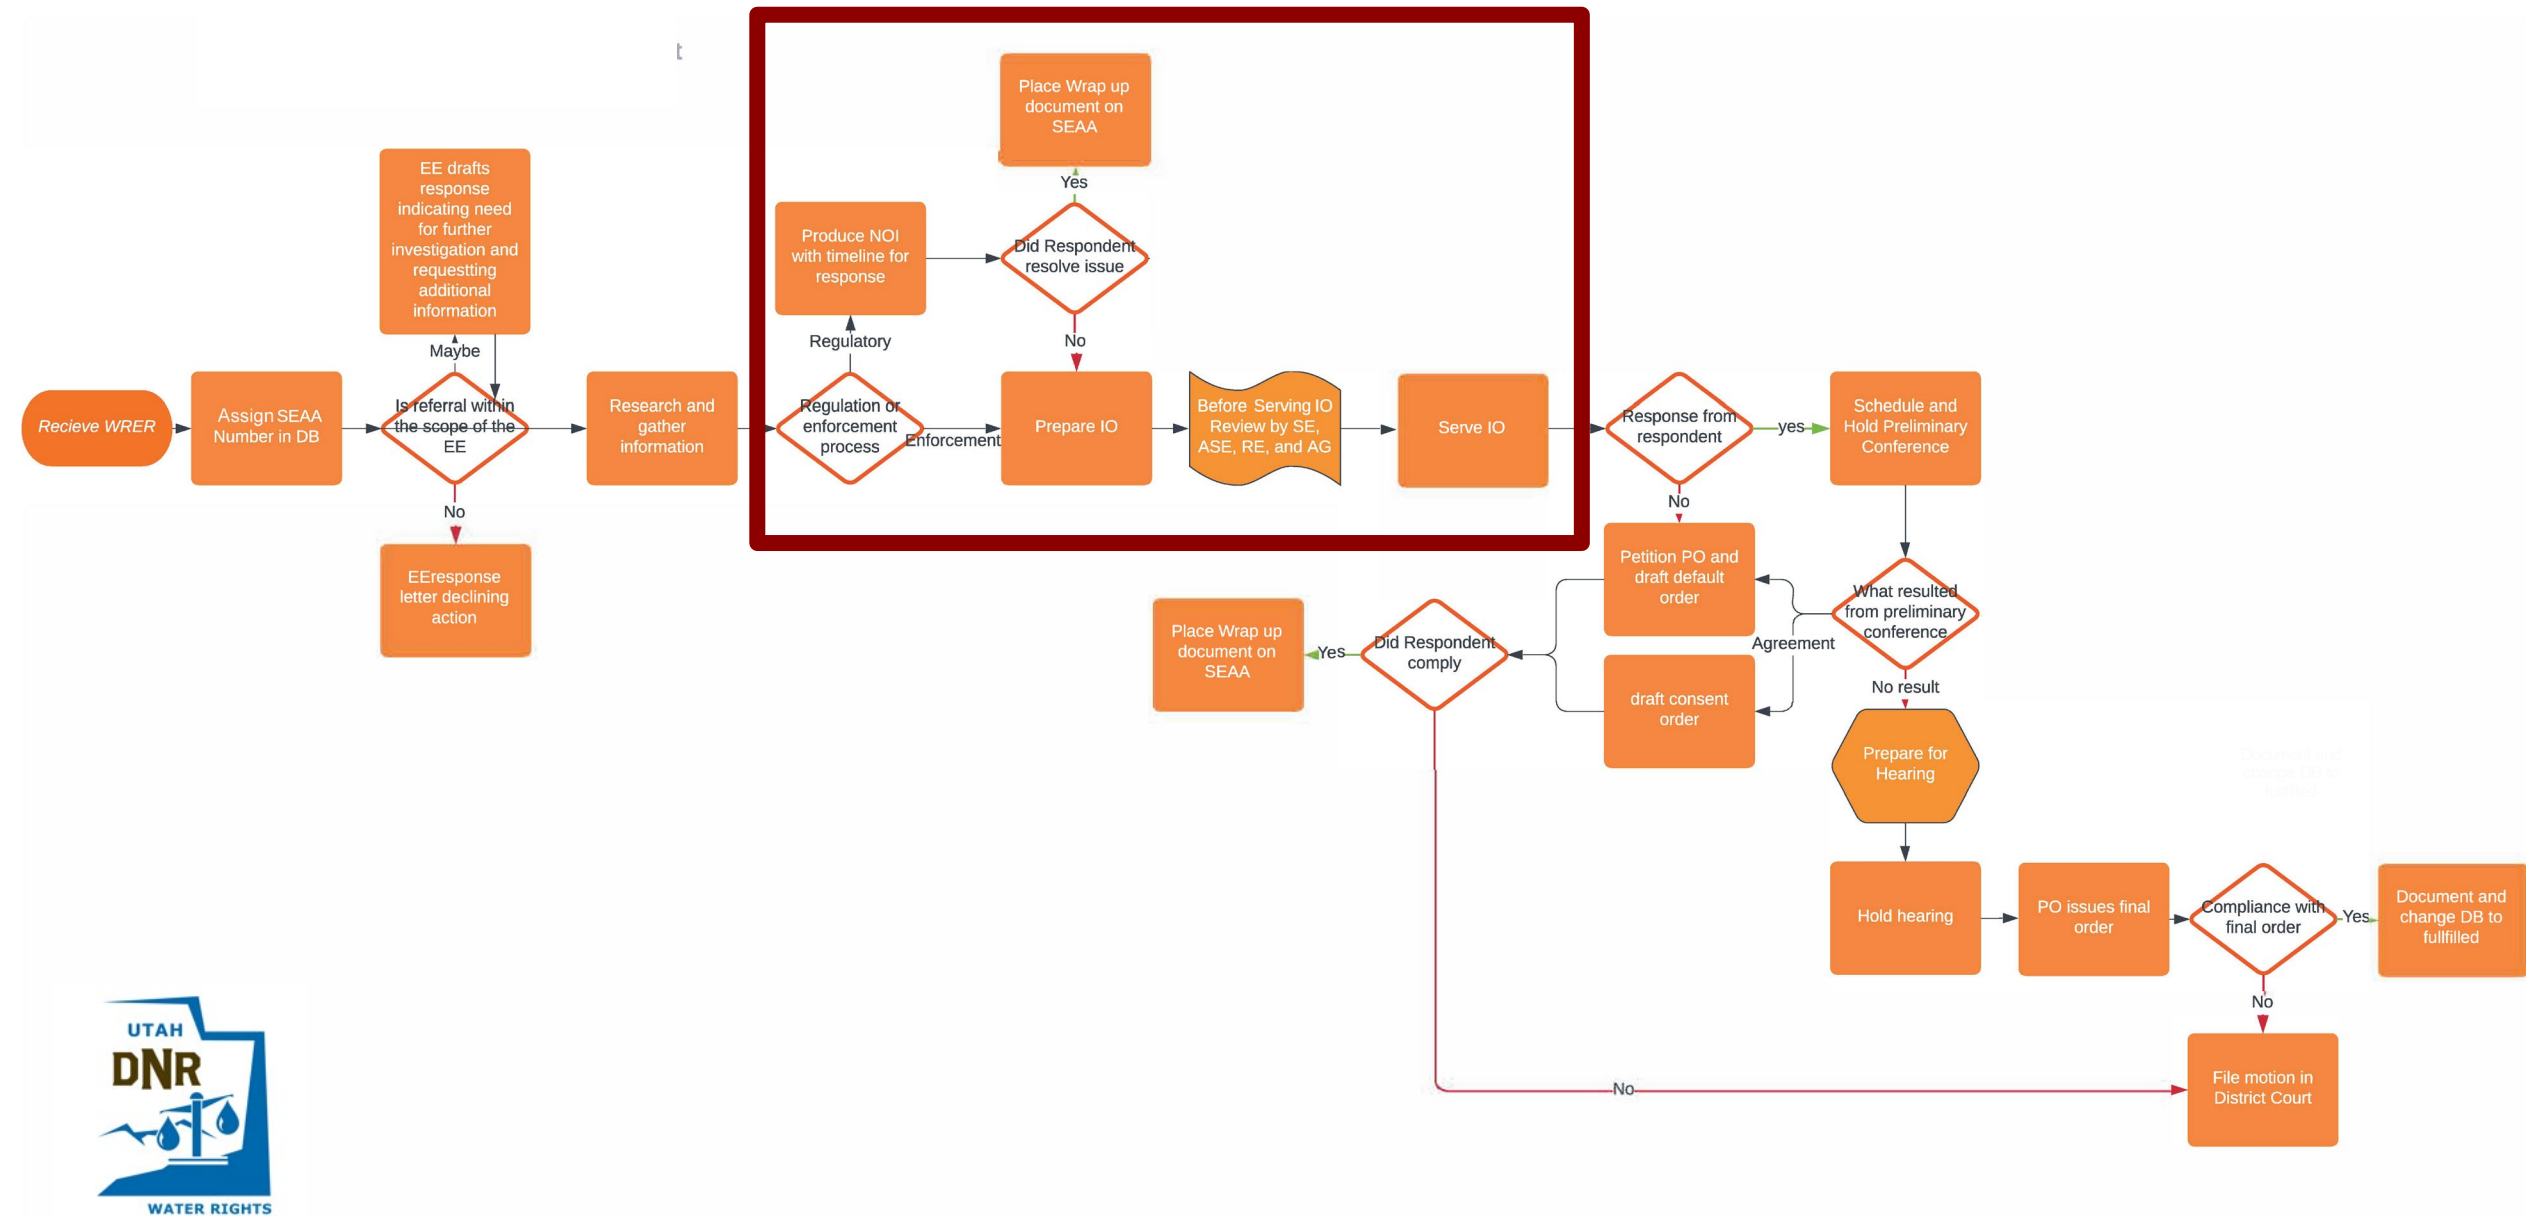 t
Place Wrap up
document on
SEAA
Yes
EE drafts
response
indicating need
for further
investigation and
requestting
additional
information
Maybe
Produce NOI
with timeline for
response
Did Respondent
resolve issue
Regulatory
No
Recieve WRER
Assign SEAA
Number in DB
Is referral within
the scope of the
EE
Research and
gather
information
Regulation or
enforcement
process
Enforcement
Prepare IO
Before Serving IO
Review by SE,
ASE, RE, and AG
Serve IO
Response from
respondent
yes
Schedule and
Hold Preliminary
Conference
No
EEresponse
letter declining
action
No
Petition PO and
draft default
order
What resulted
from preliminary
conference
Agreement
Place Wrap up
document on
SEAA
Yes
Did Respondent
comply
draft consent
order
No result
Prepare for
Hearing
Hold hearing
PO issues final
order
Compliance with
final order
Yes
Document and
change DB to
fullfilled
No
File motion in
District Court
No
UTAH
DNR
WATER RIGHTS